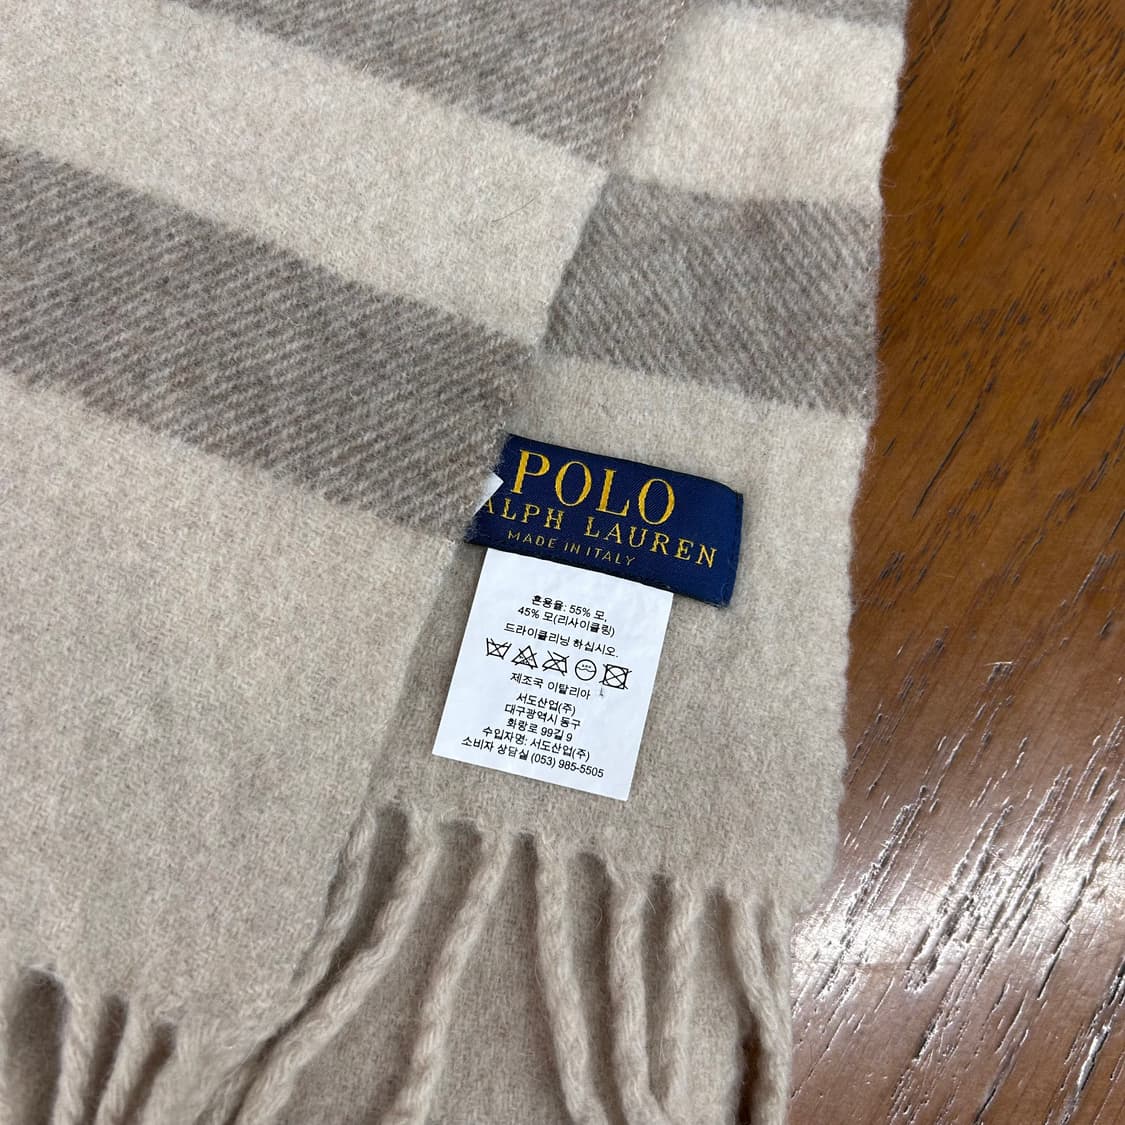 POLO
ALPH LAUREN
MADE IN ITALY
혼용율: 55% 모,
45% 모(리사이클링)
드라이클리닝 하십시오.
제조국 이탈리아
서도산업(주)
대구광역시 동구
화랑로 99길 9
수입자명: 서도산업(주)
소비자 상담실 (053) 985-5505